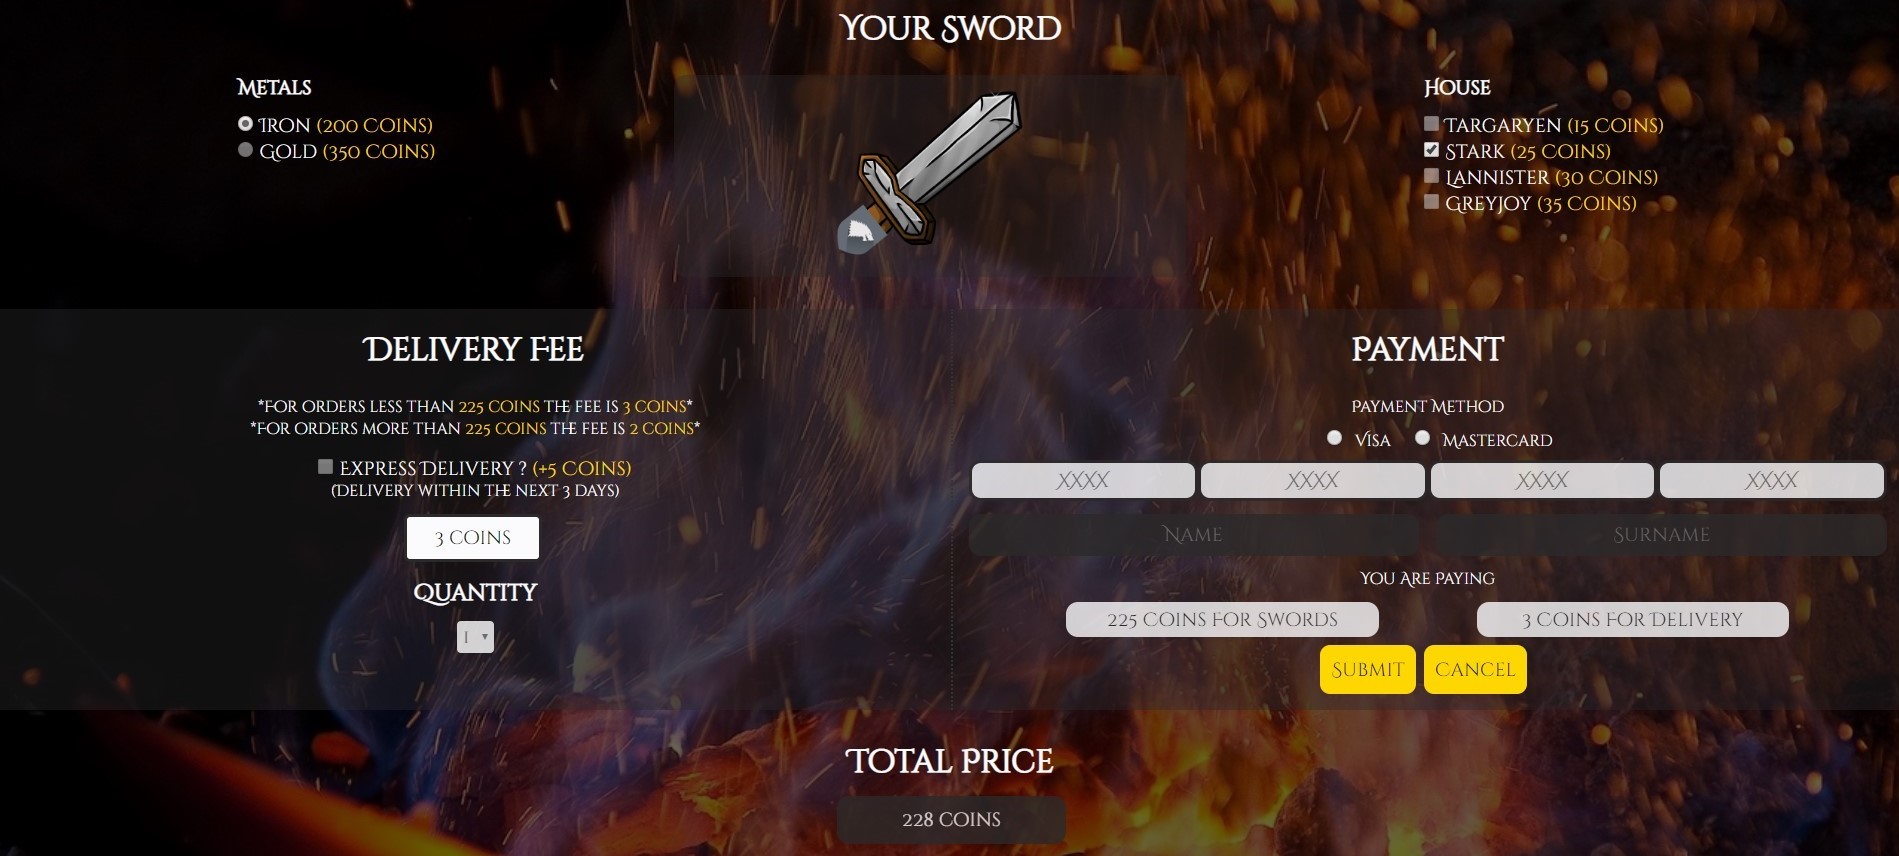 Your Sword
Metals
Iron (200 Coins)
Gold (350 Coins)
House
Targaryen (15 Coins)
Stark (25 Coins)
Lannister (30 Coins)
Greyjoy (35 Coins)
Delivery Fee
*For orders less than 225 coins the fee is 3 coins*
*For orders more than 225 coins the fee is 2 coins*
Express Delivery ? (+5 Coins)
(Delivery within the next 3 days)
3 coins
Quantity
1
Payment
Payment Method
Visa Mastercard
XXXX XXXX XXXX XXXX
Name Surname
You Are paying
225 coins For Swords 3 coins For Delivery
Submit Cancel
Total Price
228 coins